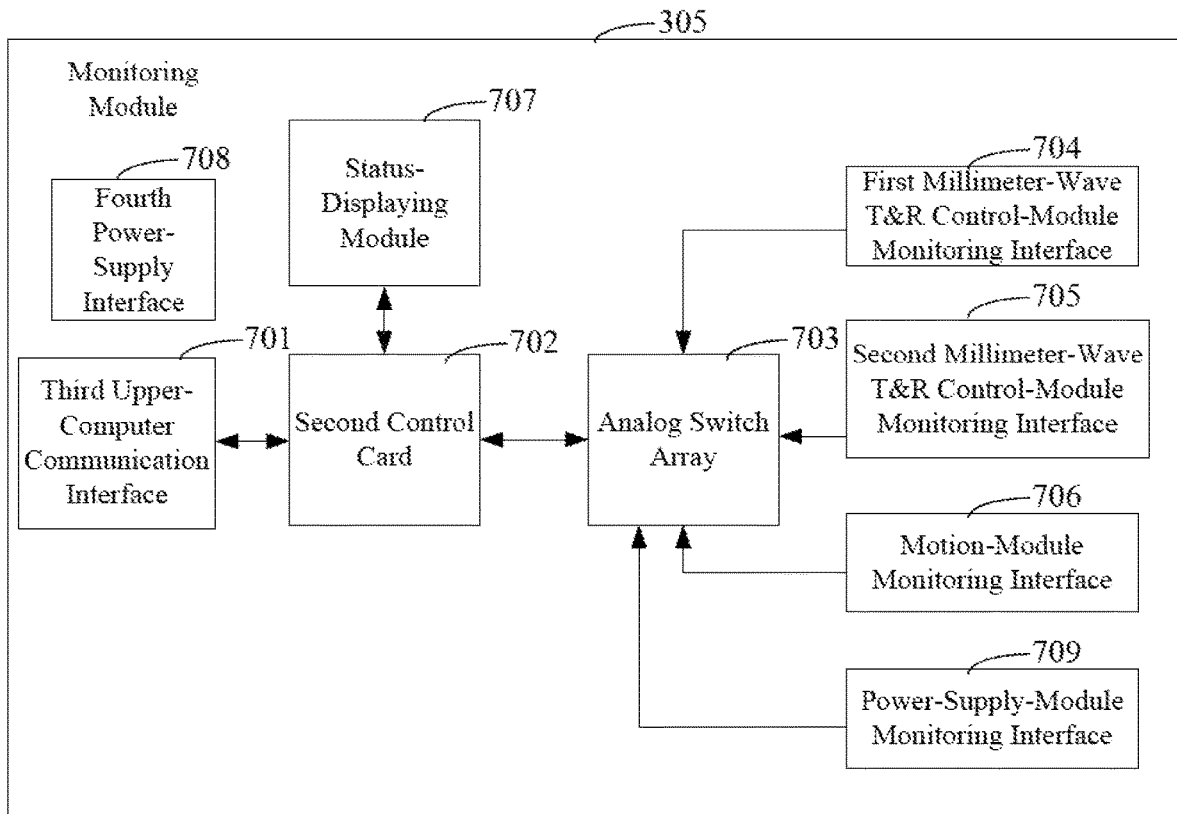 305
Monitoring
Module
707
Status-
Displaying
Module
708
Fourth
Power-
Supply
Interface
701
Third Upper-
Computer
Communication
Interface
702
Second Control
Card
703
Analog Switch
Array
704
First Millimeter-Wave
T&R Control-Module
Monitoring Interface
705
Second Millimeter-Wave
T&R Control-Module
Monitoring Interface
706
Motion-Module
Monitoring Interface
709
Power-Supply-Module
Monitoring Interface